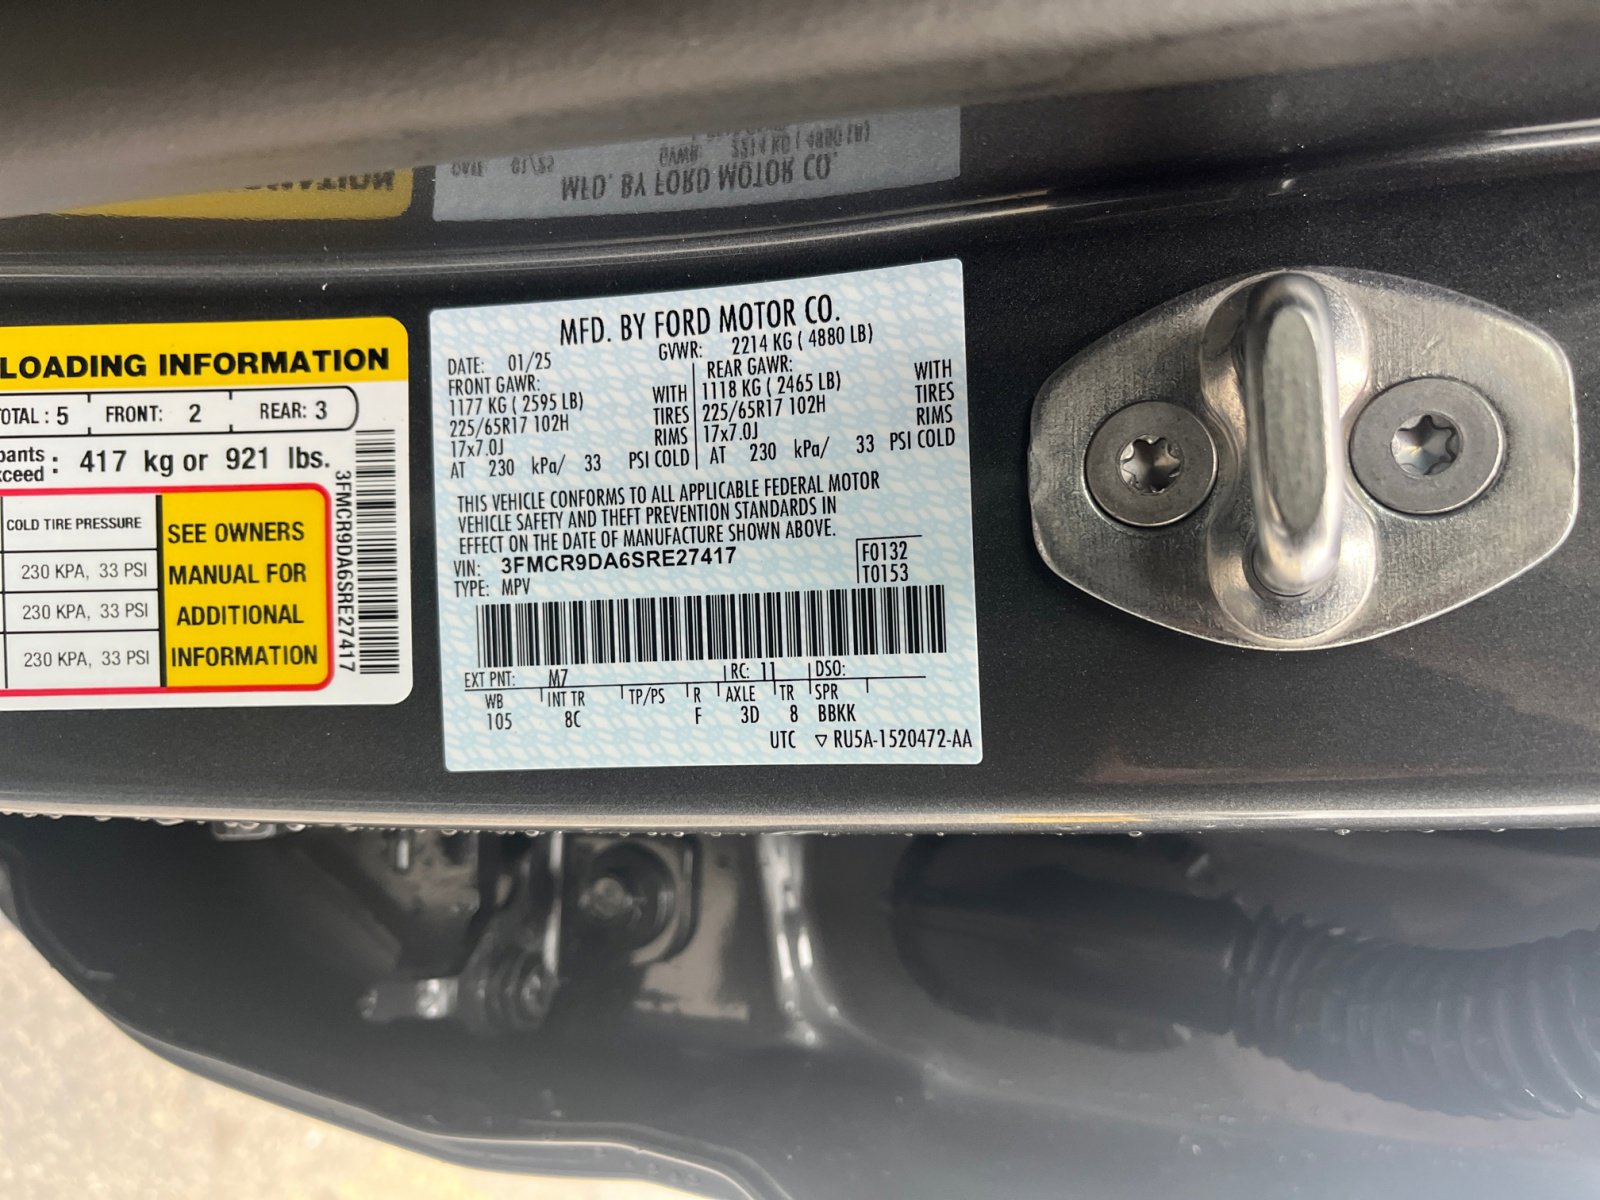 LOADING INFORMATION
TOTAL : 5 FRONT: 2 REAR: 3
417 kg or 921 lbs.
COLD TIRE PRESSURE
230 KPA, 33 PSI
230 KPA, 33 PSI
230 KPA, 33 PSI
SEE OWNERS
MANUAL FOR
ADDITIONAL
INFORMATION
3FMCR9DA6SRE27417
MFD. BY FORD MOTOR CO.
DATE: 01/25 GVWR: 2214 KG ( 4880 LB)
FRONT GAWR: WITH REAR GAWR: WITH
1177 KG ( 2595 LB) TIRES 1118 KG ( 2465 LB) TIRES
225/65R17 102H RIMS 225/65R17 102H RIMS
17x7.0J 17x7.0J
AT 230 kPa/ 33 PSI COLD AT 230 kPa/ 33 PSI COLD
THIS VEHICLE CONFORMS TO ALL APPLICABLE FEDERAL MOTOR
VEHICLE SAFETY AND THEFT PREVENTION STANDARDS IN
EFFECT ON THE DATE OF MANUFACTURE SHOWN ABOVE.
VIN: 3FMCR9DA6SRE27417 F0132
TYPE: MPV T0153
EXT PNT: M7 RC: 11 DSO:
WB INT TR TP/PS R AXLE TR SPR
105 8C F 3D 8 BBKK
UTC ▽ RU5A-1520472-AA